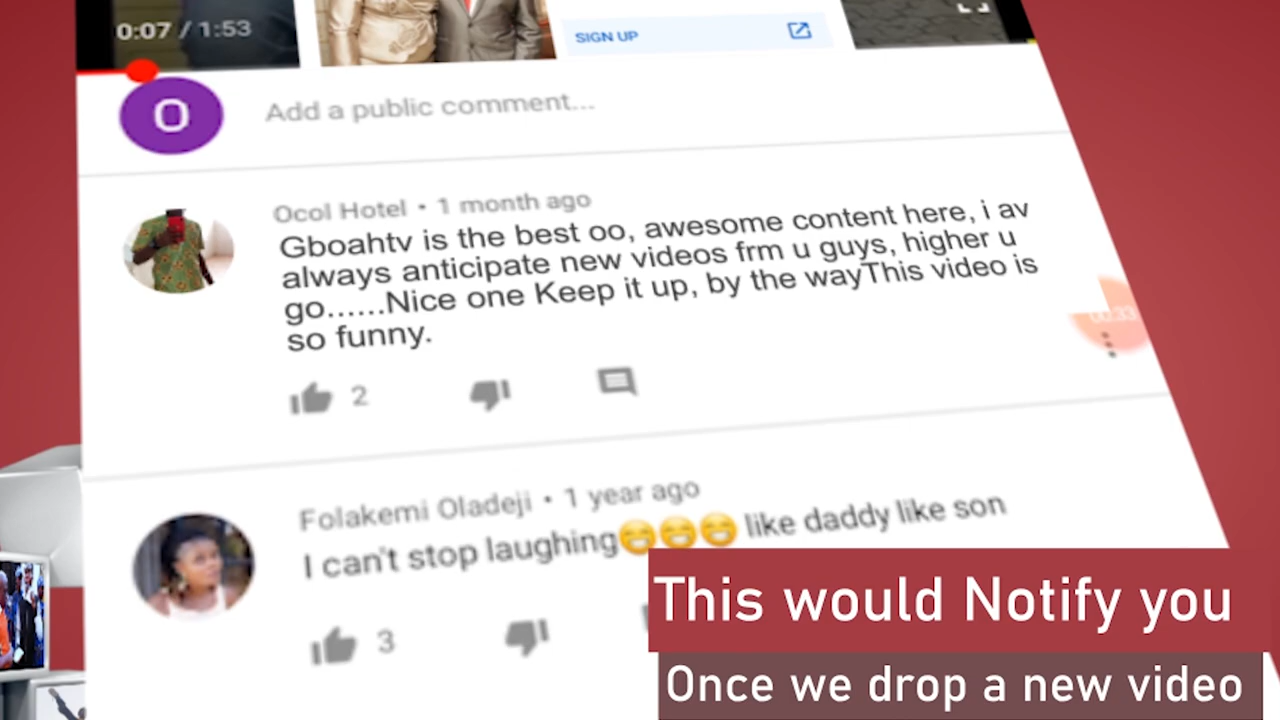 0:07 / 1:53
SIGN UP
O
Add a public comment...
Ocol Hotel • 1 month ago
Gboahtv is the best oo, awesome content here, i av
always anticipate new videos frm u guys, higher u
go......Nice one Keep it up, by the wayThis video is
so funny.
00:33
2
Folakemi Oladeji • 1 year ago
I can't stop laughing😁😁😁 like daddy like son
3
This would Notify you
Once we drop a new video